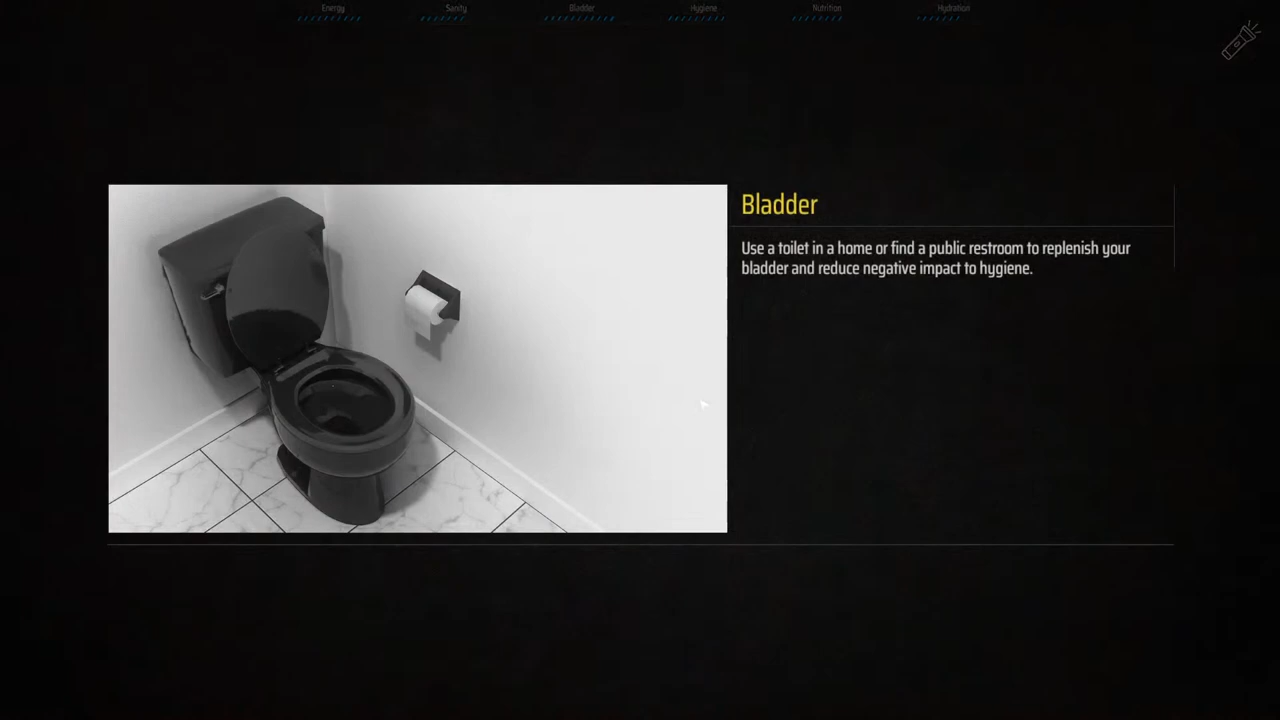 Energy Sanity Bladder Hygiene Nutrition Hydration
Bladder
Use a toilet in a home or find a public restroom to replenish your
bladder and reduce negative impact to hygiene.